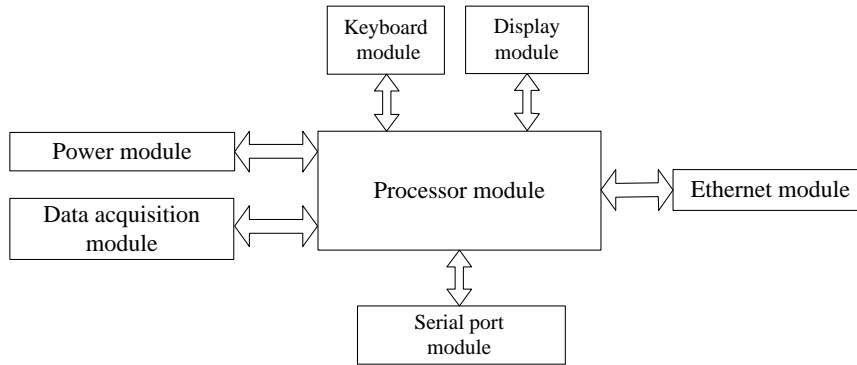 Keyboard
module
Display
module
Power module
Processor module
Ethernet module
Data acquisition
module
Serial port
module